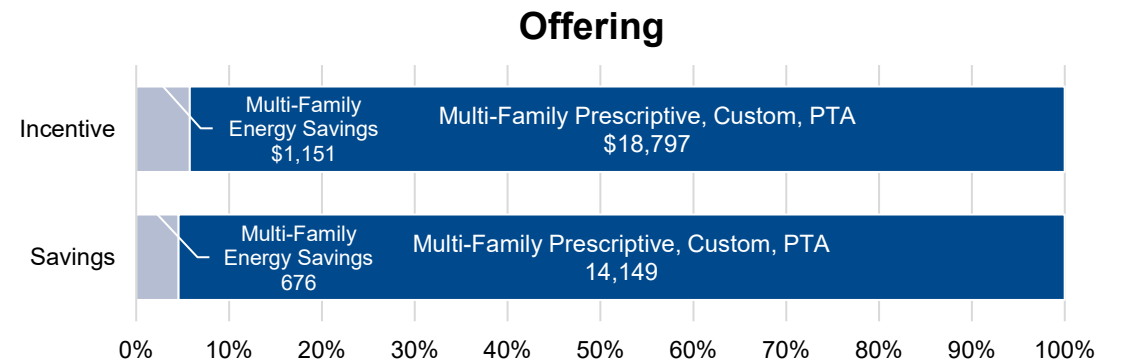 Offering
Incentive
Multi-Family
Energy Savings
$1,151
Multi-Family Prescriptive, Custom, PTA
$18,797
Savings
Multi-Family
Energy Savings
676
Multi-Family Prescriptive, Custom, PTA
14,149
0% 10% 20% 30% 40% 50% 60% 70% 80% 90% 100%